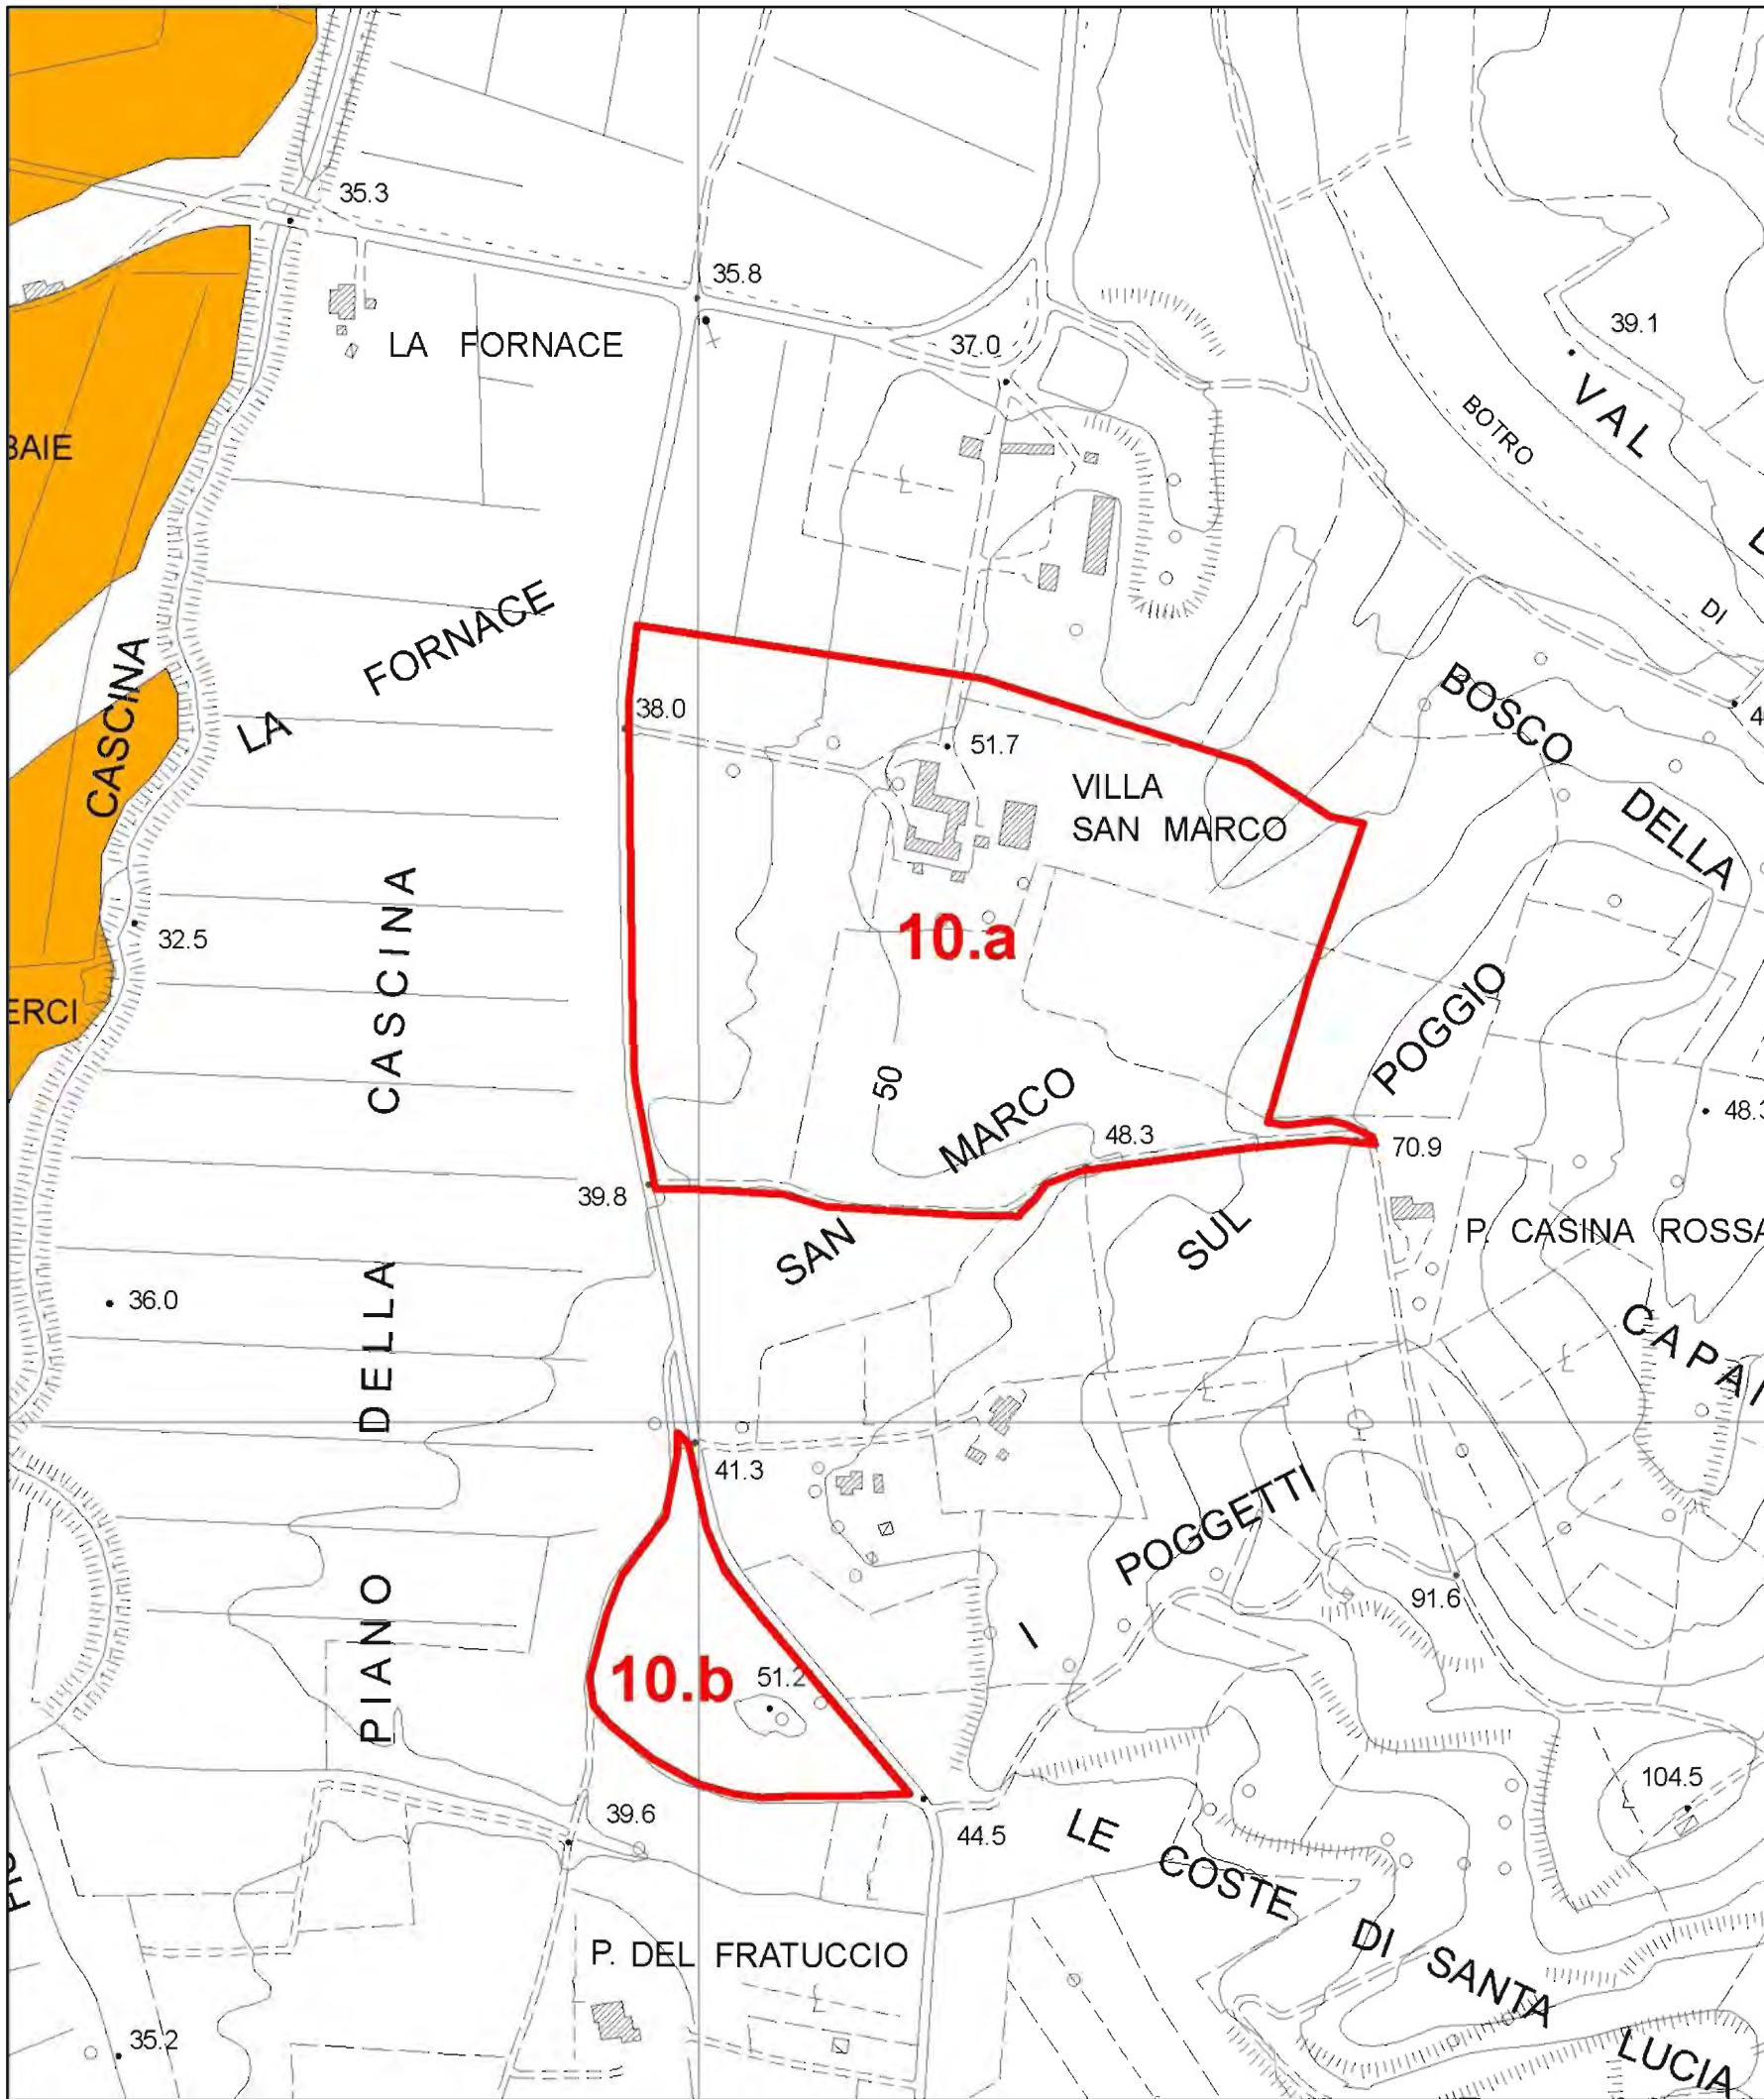 35.3
35.8
LA FORNACE
37.0
39.1
VAL
BOTRO
DI
BAIE
LA FORNACE
CASCINA
38.0
51.7
VILLA
SAN MARCO
BOSCO
DELLA
POGGIO
10.a
32.5
ERCI
50
48.3
70.9
48.3
39.8
SAN MARCO
SUL
P. CASINA ROSSA
36.0
PIANO DELLA CASCINA
CAPAI
41.3
I POGGETTI
91.6
10.b
51.2
104.5
39.6
44.5
LE COSTE DI SANTA LUCIA
P. DEL FRATUCCIO
35.2